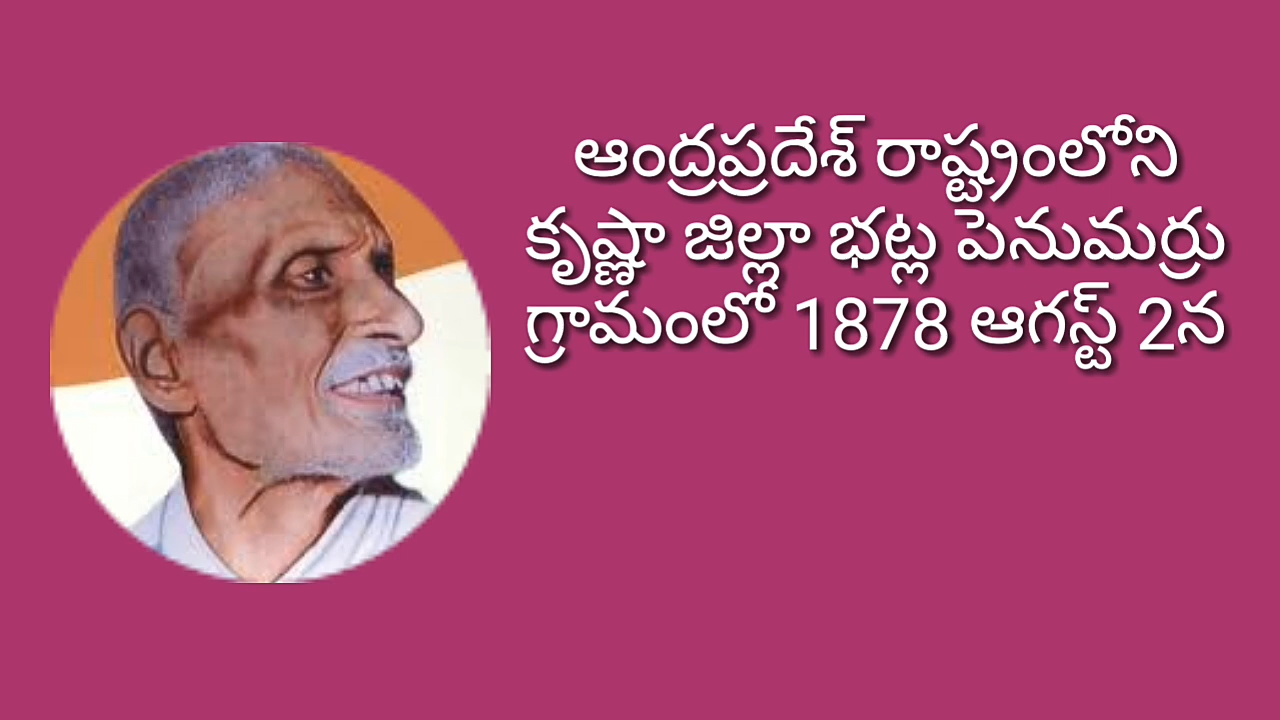 ఆంద్రప్రదేశ్ రాష్ట్రంలోని
కృష్ణా జిల్లా భట్ల పెనుమర్రు
గ్రామంలో 1878 ఆగస్ట్ 2న